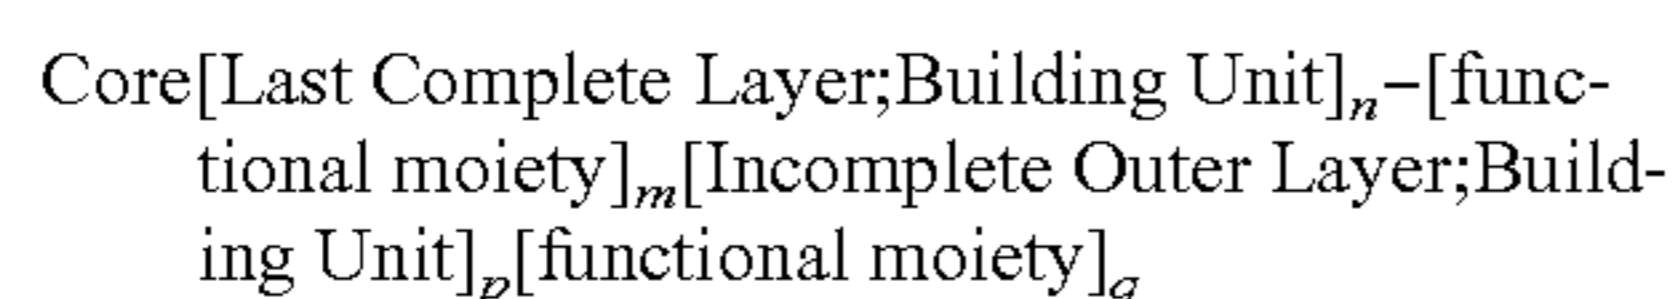 Core[Last Complete Layer;Building Unit]n–[func-
tional moiety]m[Incomplete Outer Layer;Build-
ing Unit]p[functional moiety]q